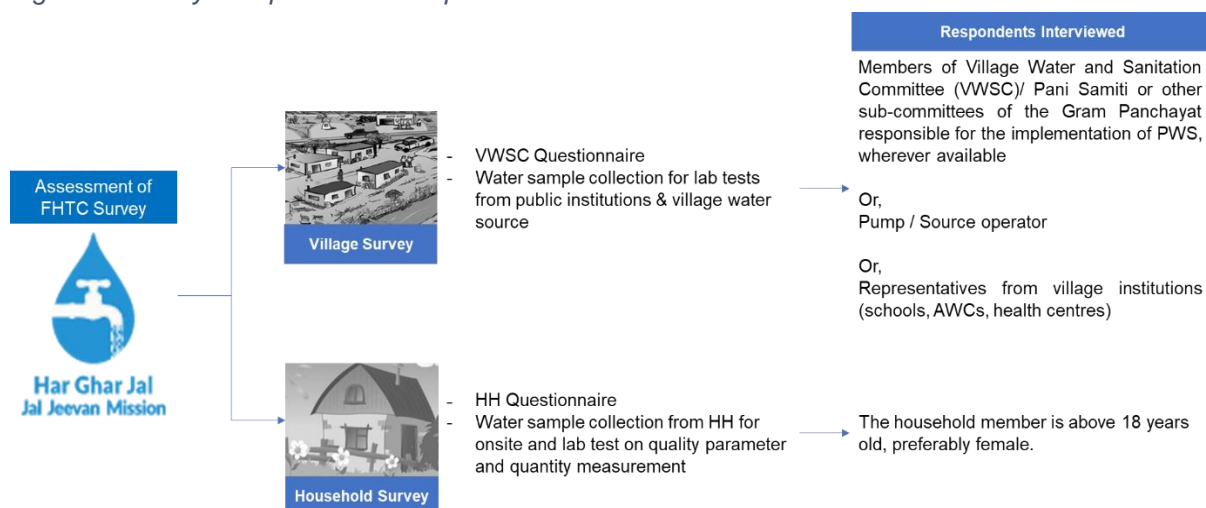 Respondents Interviewed
Members of Village Water and Sanitation
Committee (VWSC)/ Pani Samiti or other
sub-committees of the Gram Panchayat
responsible for the implementation of PWS,
wherever available
Or,
Pump / Source operator
Or,
Representatives from village institutions
(schools, AWCs, health centres)
Assessment of
FHTC Survey
Har Ghar Jal
Jal Jeevan Mission
- VWSC Questionnaire
- Water sample collection for lab tests
from public institutions & village water
source
Village Survey
- HH Questionnaire
- Water sample collection from HH for
onsite and lab test on quality parameter
and quantity measurement
Household Survey
The household member is above 18 years
old, preferably female.